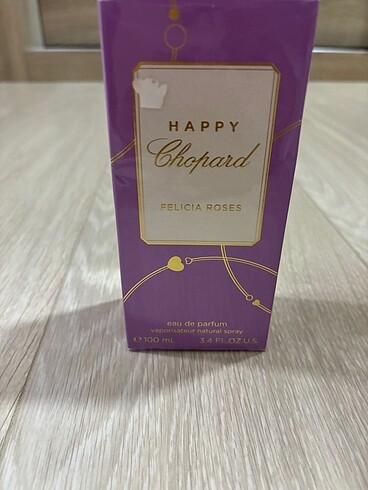 HAPPY
Chopard
FELICIA ROSES
eau de parfum
vaporisateur natural spray
℮100 mL 3.4 FL.OZ.U.S.